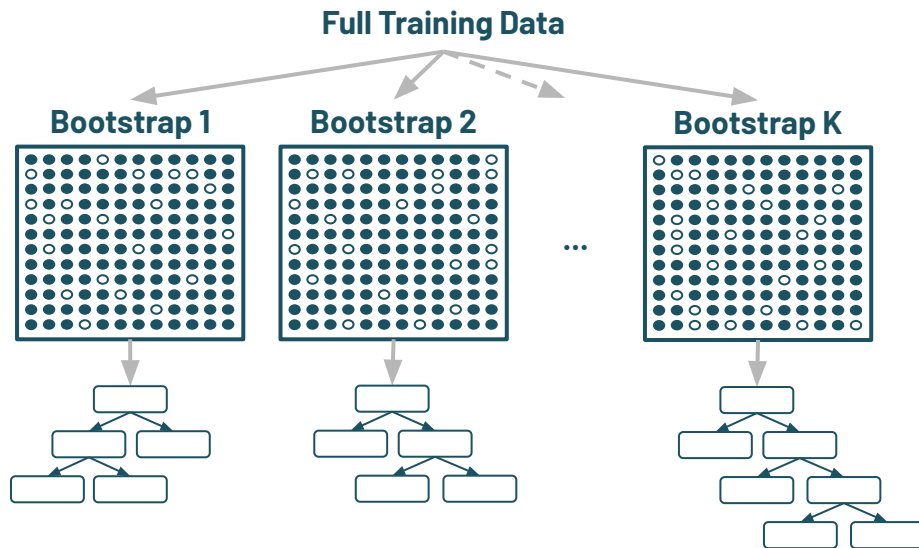 Full Training Data
Bootstrap 1
Bootstrap 2
Bootstrap K
...